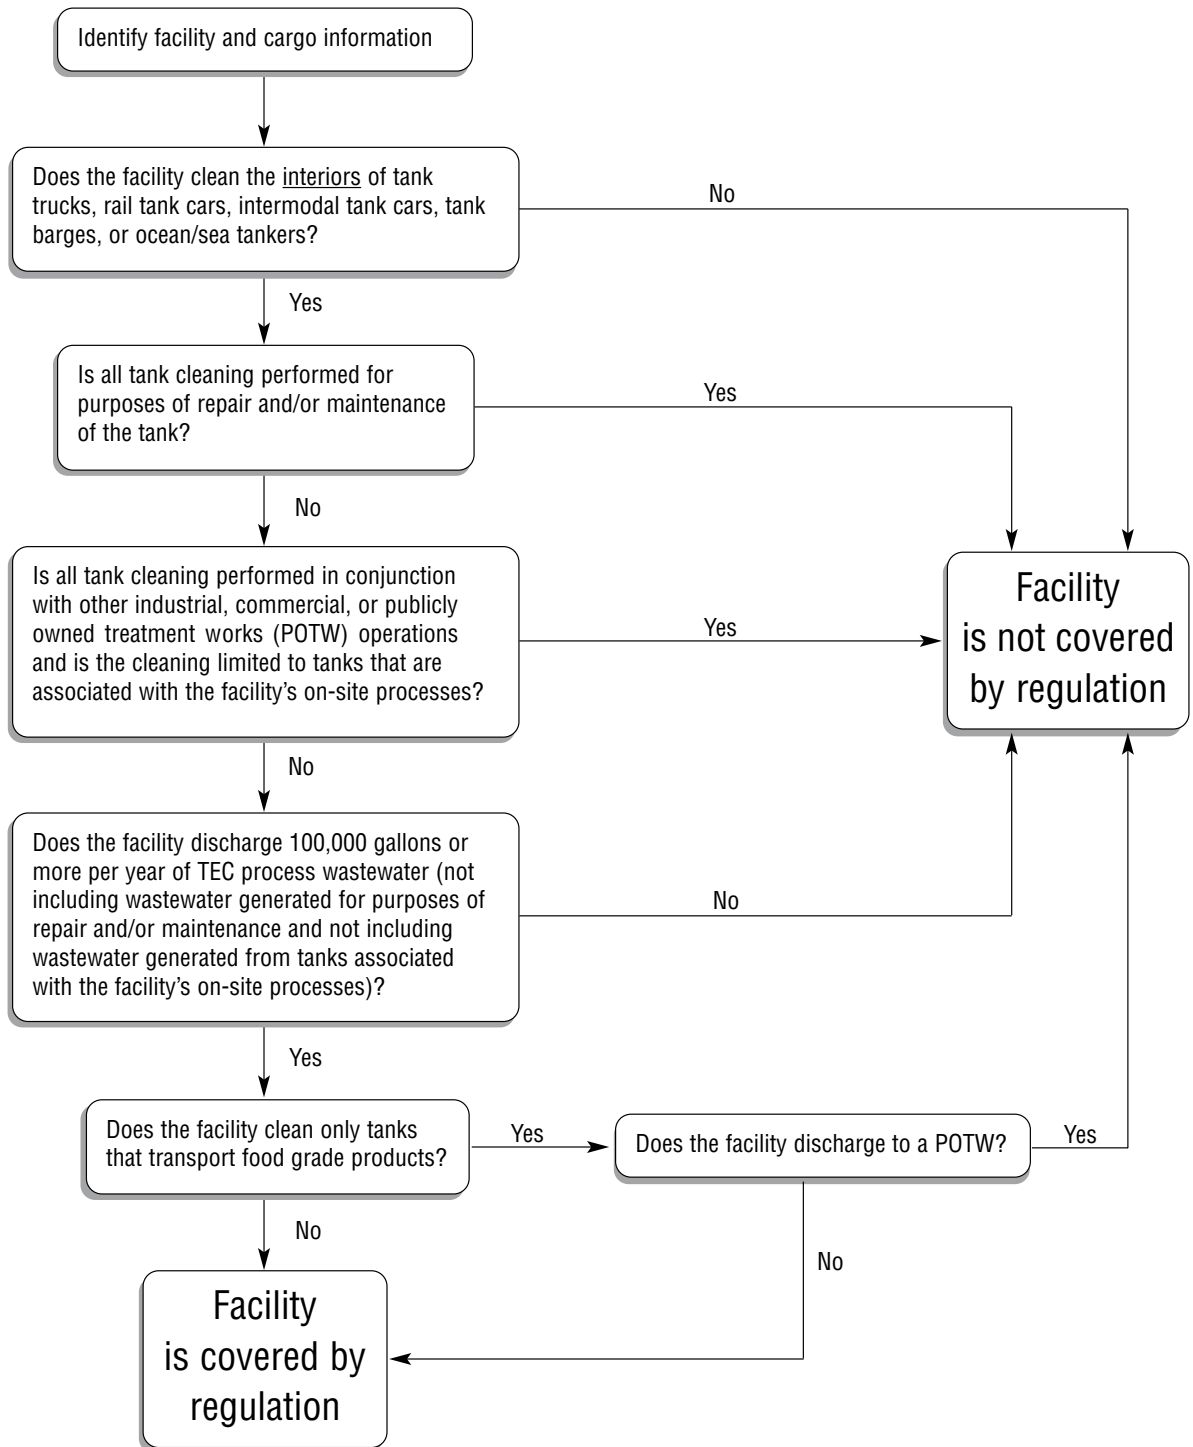 Identify facility and cargo information
Does the facility clean the interiors of tank
trucks, rail tank cars, intermodal tank cars, tank
barges, or ocean/sea tankers?
No
Yes
Is all tank cleaning performed for
purposes of repair and/or maintenance
of the tank?
Yes
No
Is all tank cleaning performed in conjunction
with other industrial, commercial, or publicly
owned treatment works (POTW) operations
and is the cleaning limited to tanks that are
associated with the facility’s on-site processes?
Yes
Facility
is not covered
by regulation
No
Does the facility discharge 100,000 gallons or
more per year of TEC process wastewater (not
including wastewater generated for purposes of
repair and/or maintenance and not including
wastewater generated from tanks associated
with the facility’s on-site processes)?
No
Yes
Does the facility clean only tanks
that transport food grade products?
Yes
Does the facility discharge to a POTW?
Yes
No
No
Facility
is covered by
regulation